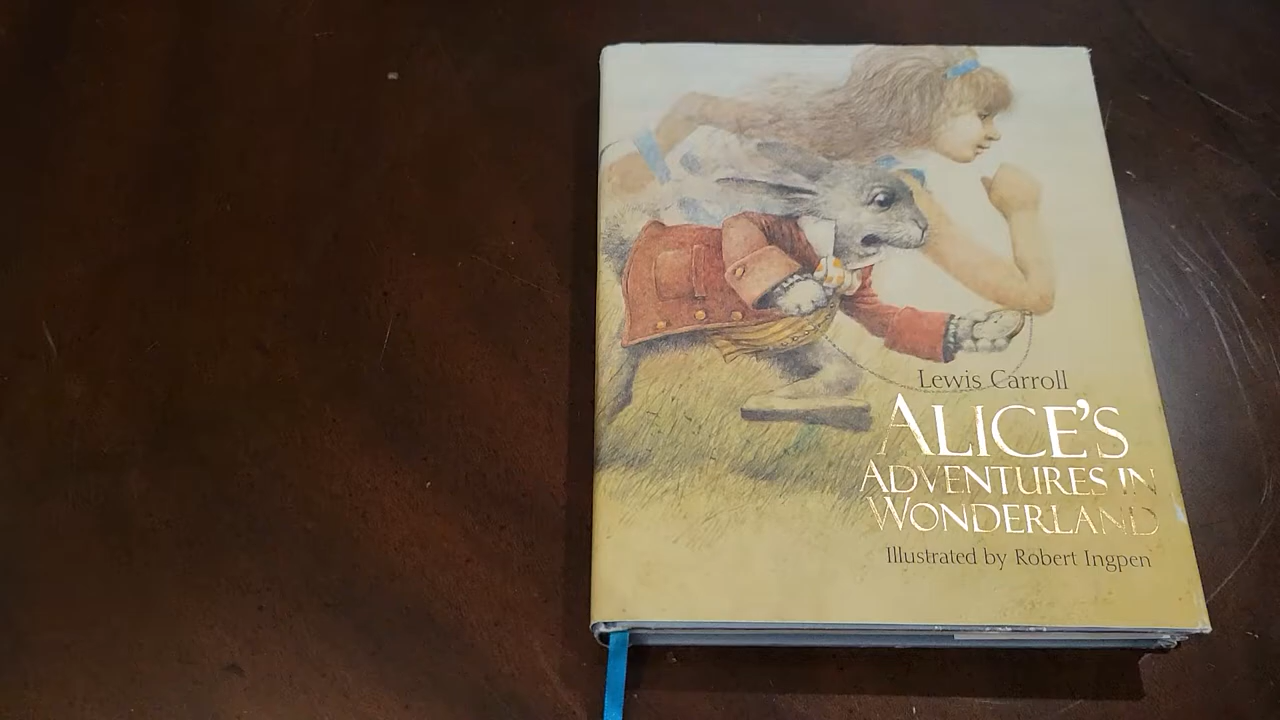 Lewis Carroll
ALICE'S
ADVENTURES IN
WONDERLAND
Illustrated by Robert Ingpen